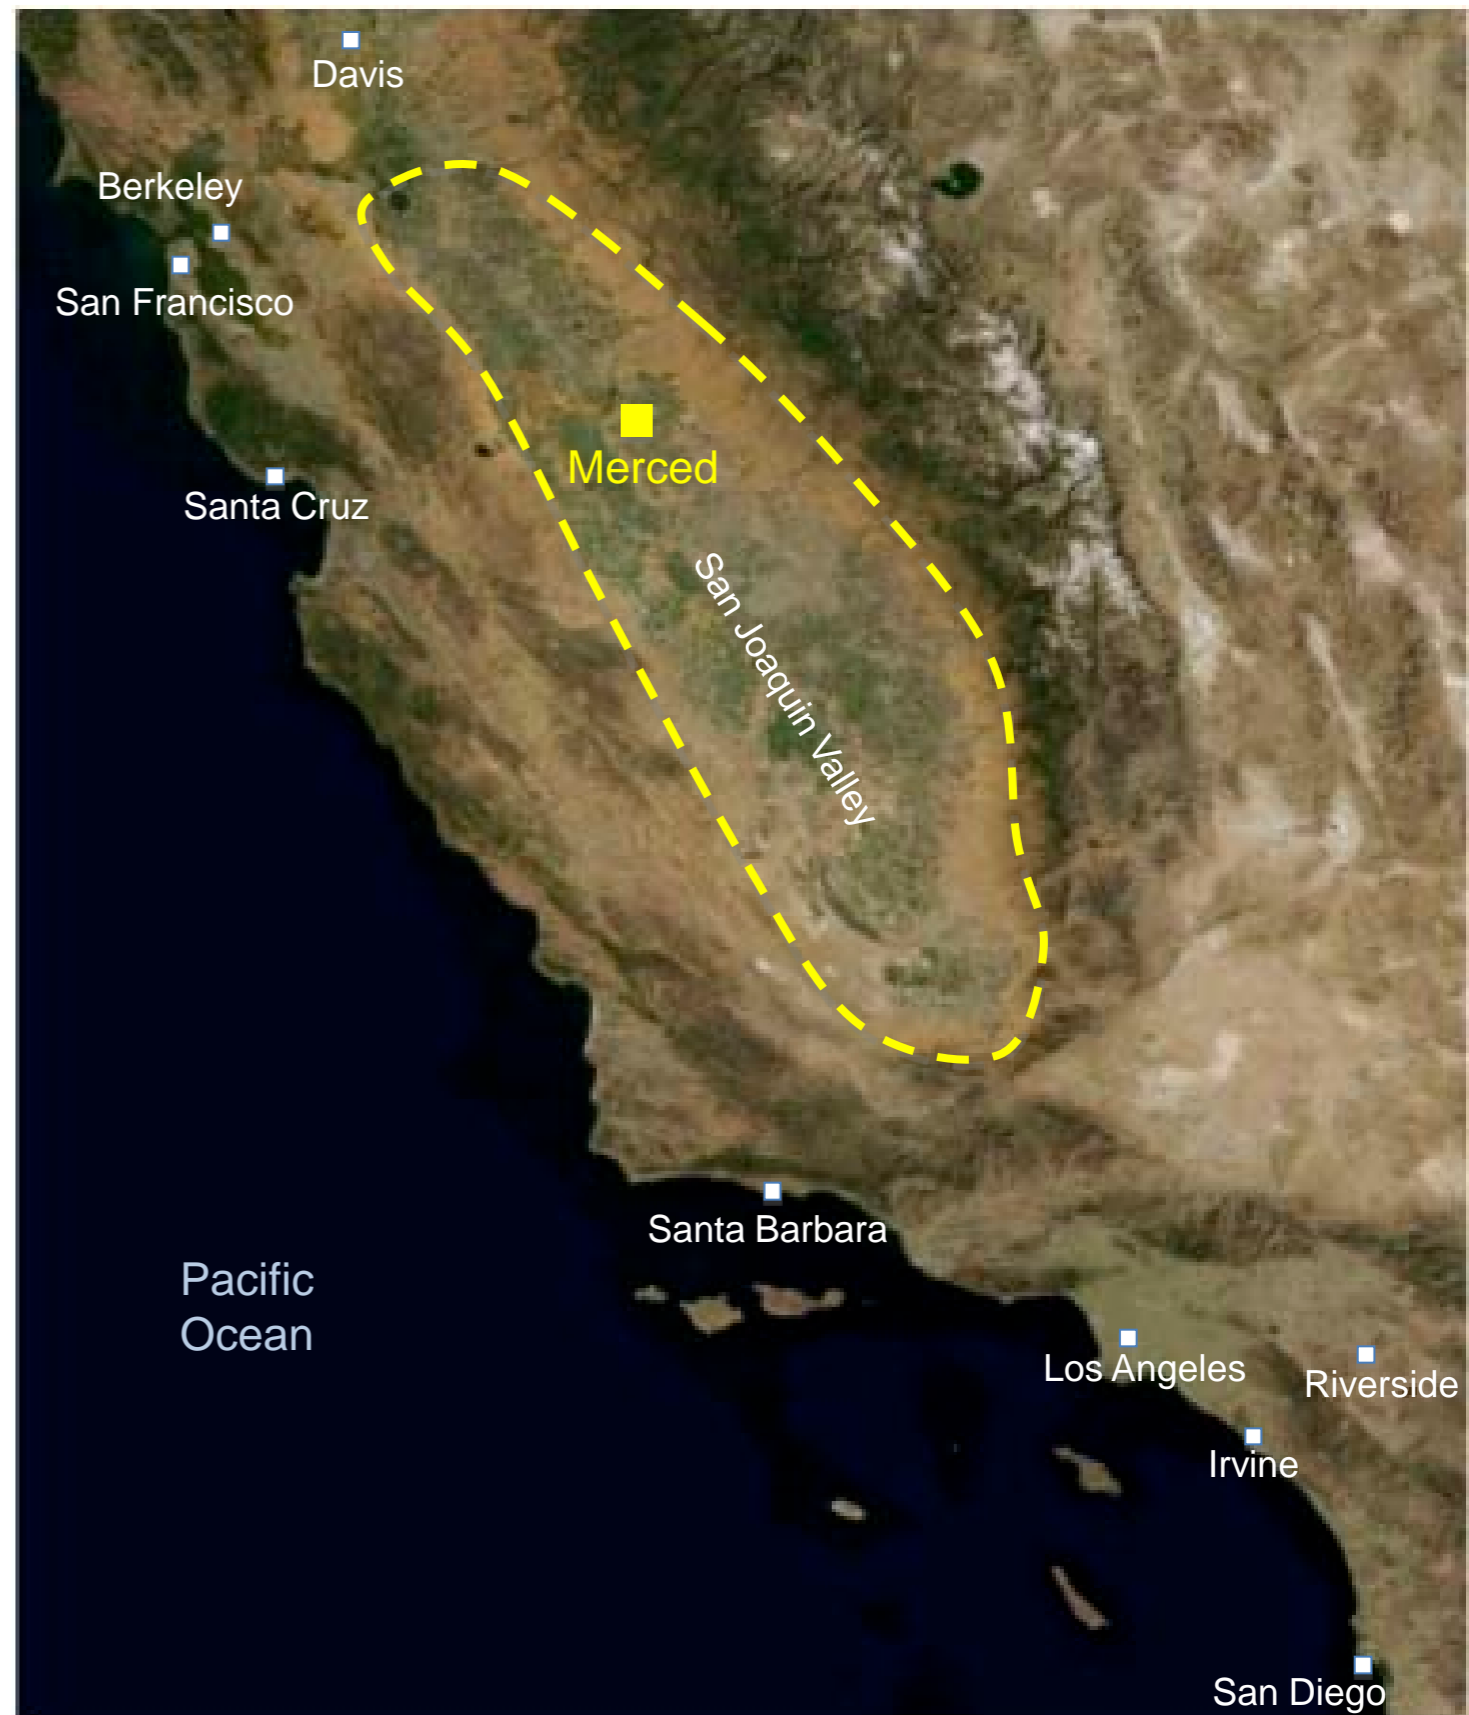 Davis
Berkeley
San Francisco
Merced
Santa Cruz
San Joaquin Valley
Santa Barbara
Pacific
Ocean
Los Angeles
Riverside
Irvine
San Diego